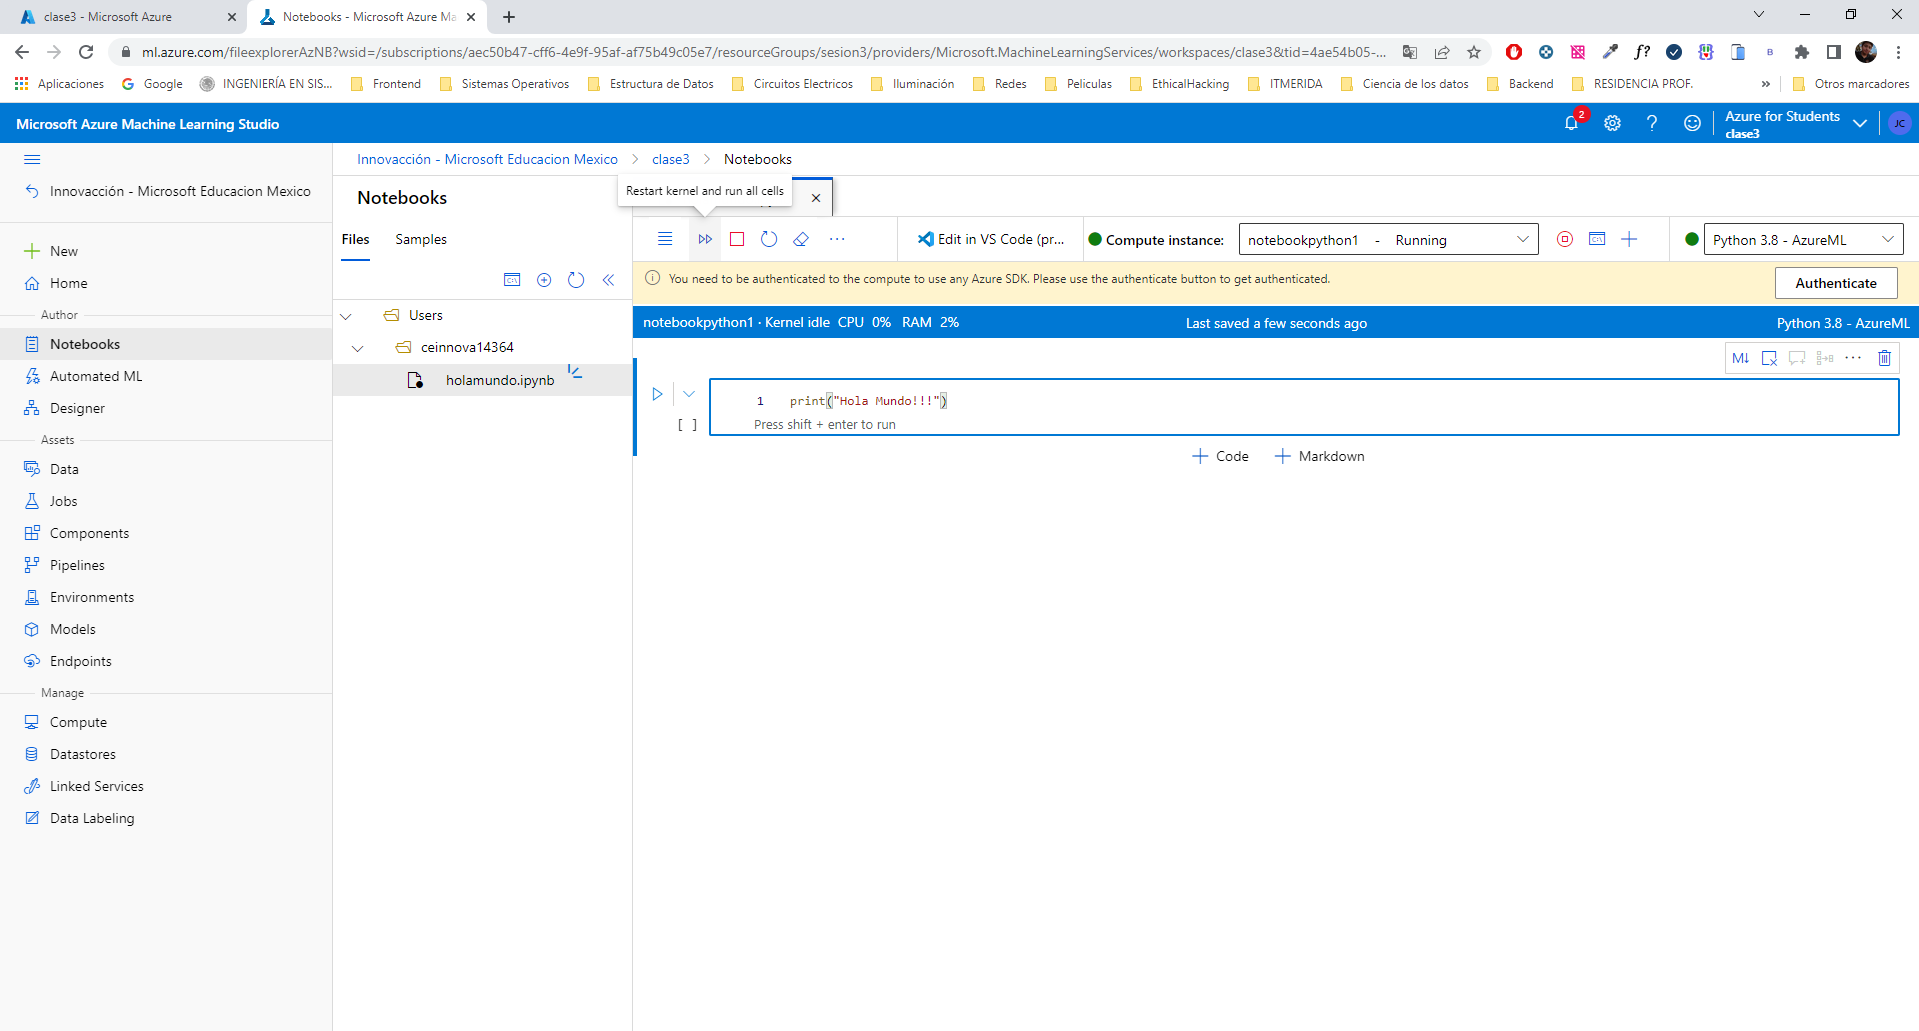 clase3 - Microsoft Azure
Notebooks - Microsoft Azure Ma
ml.azure.com/fileexplorerAzNB?wsid=/subscriptions/aec50b47-cff6-4e9f-95af-af75b49c05e7/resourceGroups/sesion3/providers/Microsoft.MachineLearningServices/workspaces/clase3&tid=4ae54b05-...
f?
B
Aplicaciones
Google
INGENIERÍA EN SIS...
Frontend
Sistemas Operativos
Estructura de Datos
Circuitos Electricos
Iluminación
Redes
Peliculas
EthicalHacking
ITMERIDA
Ciencia de los datos
Backend
RESIDENCIA PROF.
»
Otros marcadores
Microsoft Azure Machine Learning Studio
2
Azure for Students
clase3
JC
Innovacción - Microsoft Educacion Mexico
New
Home
Author
Notebooks
Automated ML
Designer
Assets
Data
Jobs
Components
Pipelines
Environments
Models
Endpoints
Manage
Compute
Datastores
Linked Services
Data Labeling
Innovacción - Microsoft Educacion Mexico > clase3 > Notebooks
Notebooks
Files
Samples
Users
ceinnova14364
holamundo.ipynb
Restart kernel and run all cells
Edit in VS Code (pr...
Compute instance:
notebookpython1 - Running
Python 3.8 - AzureML
You need to be authenticated to the compute to use any Azure SDK. Please use the authenticate button to get authenticated.
Authenticate
notebookpython1 · Kernel idle CPU 0% RAM 2%
Last saved a few seconds ago
Python 3.8 - AzureML
M↓
1 print("Hola Mundo!!!")
Press shift + enter to run
[ ]
+ Code
+ Markdown